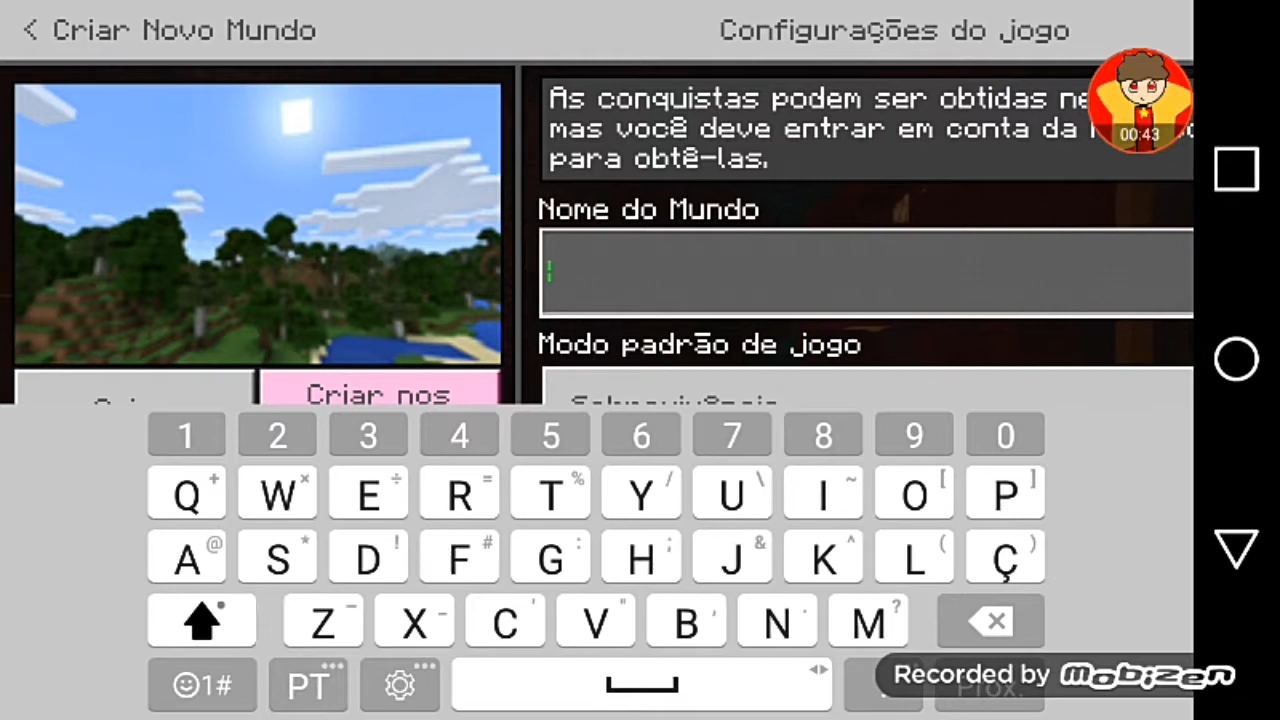 Criar Novo Mundo
Configurações do jogo
As conquistas podem ser obtidas
mas você deve entrar em conta da
para obtê-las.
00:43
Nome do Mundo
Modo padrão de jogo
Criar nos
1 2 3 4 5 6 7 8 9 0
Q + W × E ÷ R = T % Y / U \ I ~ O [ P ]
A @ S * D ! F # G : H ; J & K ^ L ( Ç )
Z - X - C ' V " B , N . M ?
1# PT
Recorded by mobizen
Próx.